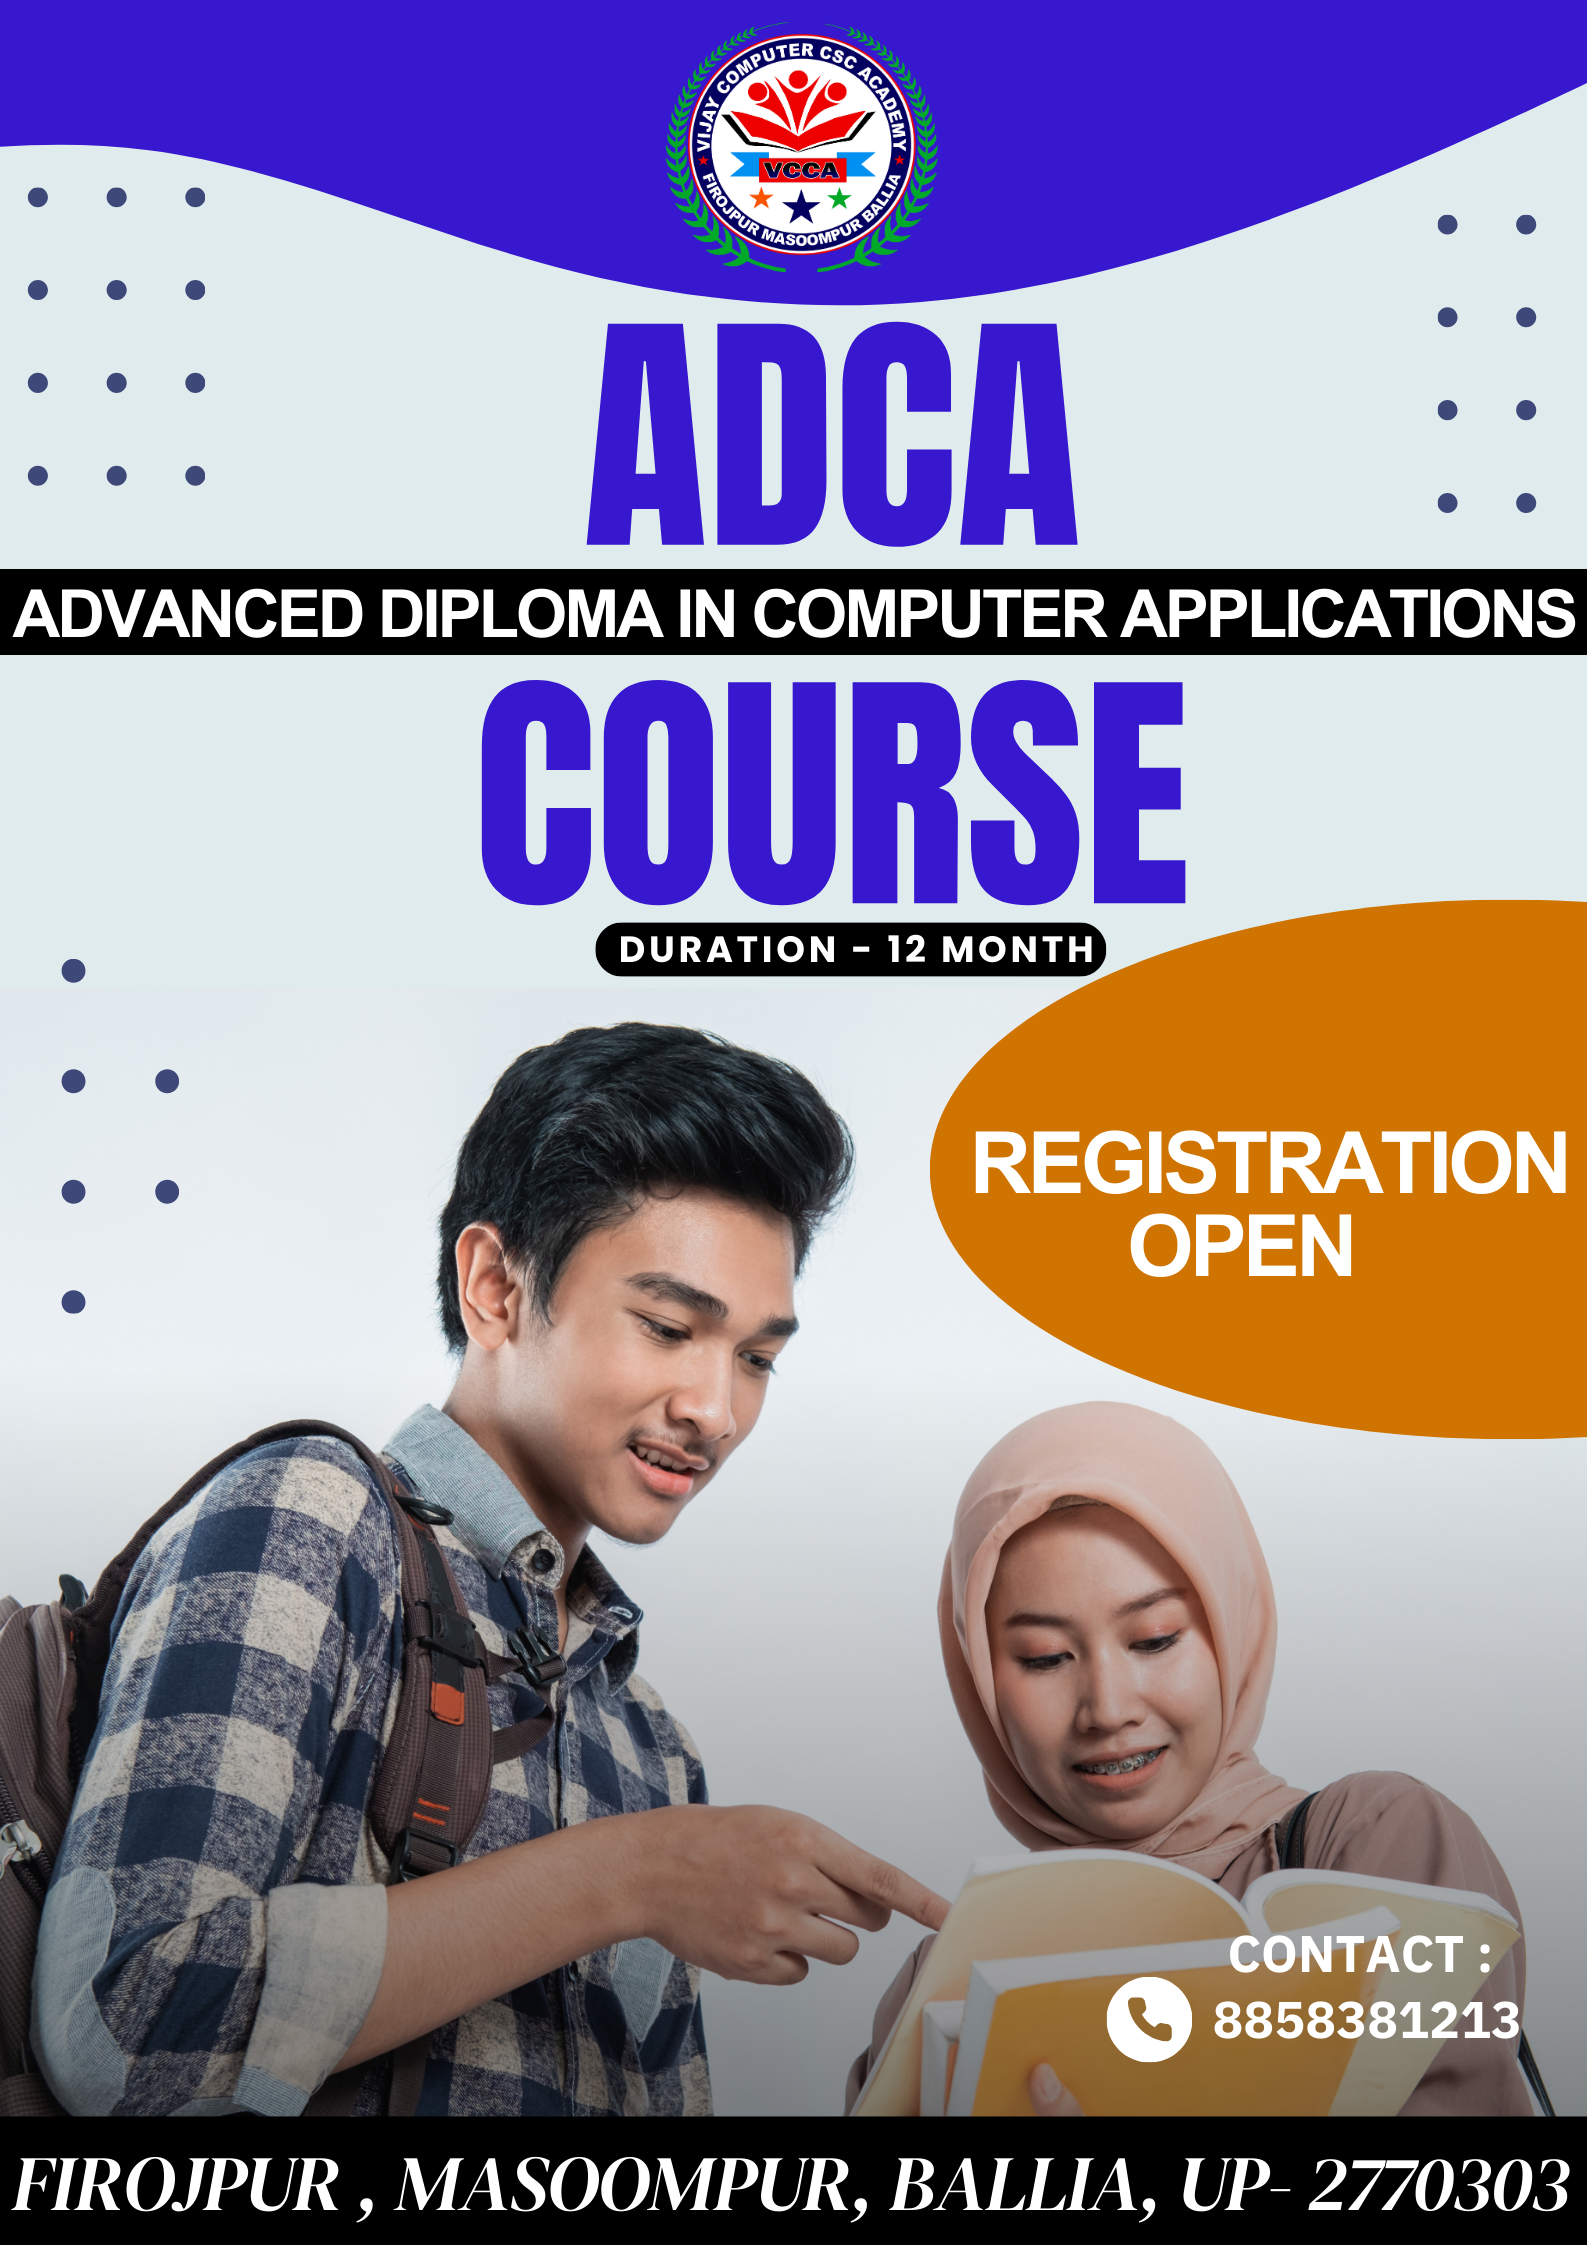 VIJAY COMPUTER CSC ACADEMY
VCCA
FIROJPUR MASOOMPUR BALLIA
ADCA
ADVANCED DIPLOMA IN COMPUTER APPLICATIONS
COURSE
DURATION - 12 MONTH
REGISTRATION
OPEN
CONTACT :
8858381213
FIROJPUR , MASOOMPUR, BALLIA, UP- 2770303